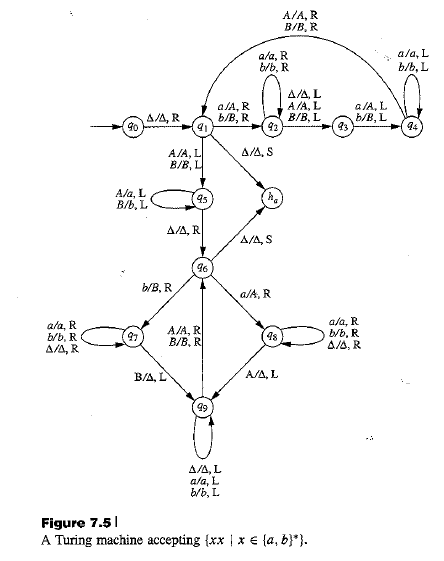 A/A, R
B/B, R
a/a, R
b/b, R
a/a, L
b/b, L
Δ/Δ, L
A/A, L
B/B, L
q0
Δ/Δ, R
q1
a/A, R
b/B, R
q2
q3
a/A, L
b/B, L
q4
A/A, L
B/B, L
Δ/Δ, S
A/a, L
B/b, L
q5
ha
Δ/Δ, R
Δ/Δ, S
q6
b/B, R
a/A, R
a/a, R
b/b, R
Δ/Δ, R
q7
A/A, R
B/B, R
q8
a/a, R
b/b, R
Δ/Δ, R
B/Δ, L
A/Δ, L
q9
Δ/Δ, L
a/a, L
b/b, L
Figure 7.5 |
A Turing machine accepting {xx | x ∈ {a, b}*}.